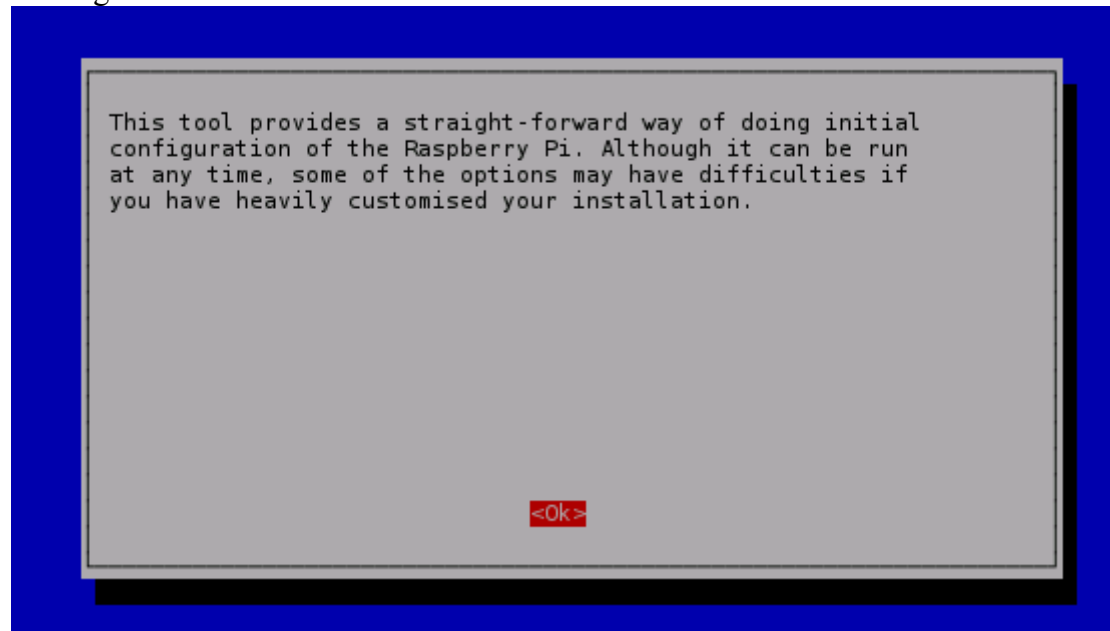 This tool provides a straight-forward way of doing initial
configuration of the Raspberry Pi. Although it can be run
at any time, some of the options may have difficulties if
you have heavily customised your installation.
<Ok>